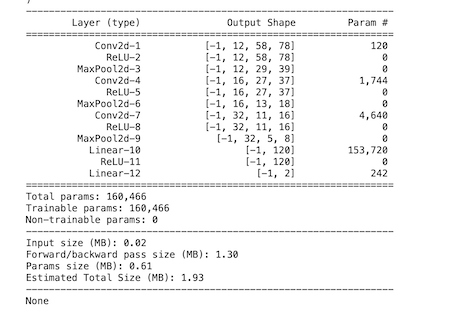 ----------------------------------------------------------------
Layer (type) Output Shape Param #
================================================================
Conv2d-1 [-1, 12, 58, 78] 120
ReLU-2 [-1, 12, 58, 78] 0
MaxPool2d-3 [-1, 12, 29, 39] 0
Conv2d-4 [-1, 16, 27, 37] 1,744
ReLU-5 [-1, 16, 27, 37] 0
MaxPool2d-6 [-1, 16, 13, 18] 0
Conv2d-7 [-1, 32, 11, 16] 4,640
ReLU-8 [-1, 32, 11, 16] 0
MaxPool2d-9 [-1, 32, 5, 8] 0
Linear-10 [-1, 120] 153,720
ReLU-11 [-1, 120] 0
Linear-12 [-1, 2] 242
================================================================
Total params: 160,466
Trainable params: 160,466
Non-trainable params: 0
----------------------------------------------------------------
Input size (MB): 0.02
Forward/backward pass size (MB): 1.30
Params size (MB): 0.61
Estimated Total Size (MB): 1.93
----------------------------------------------------------------
None